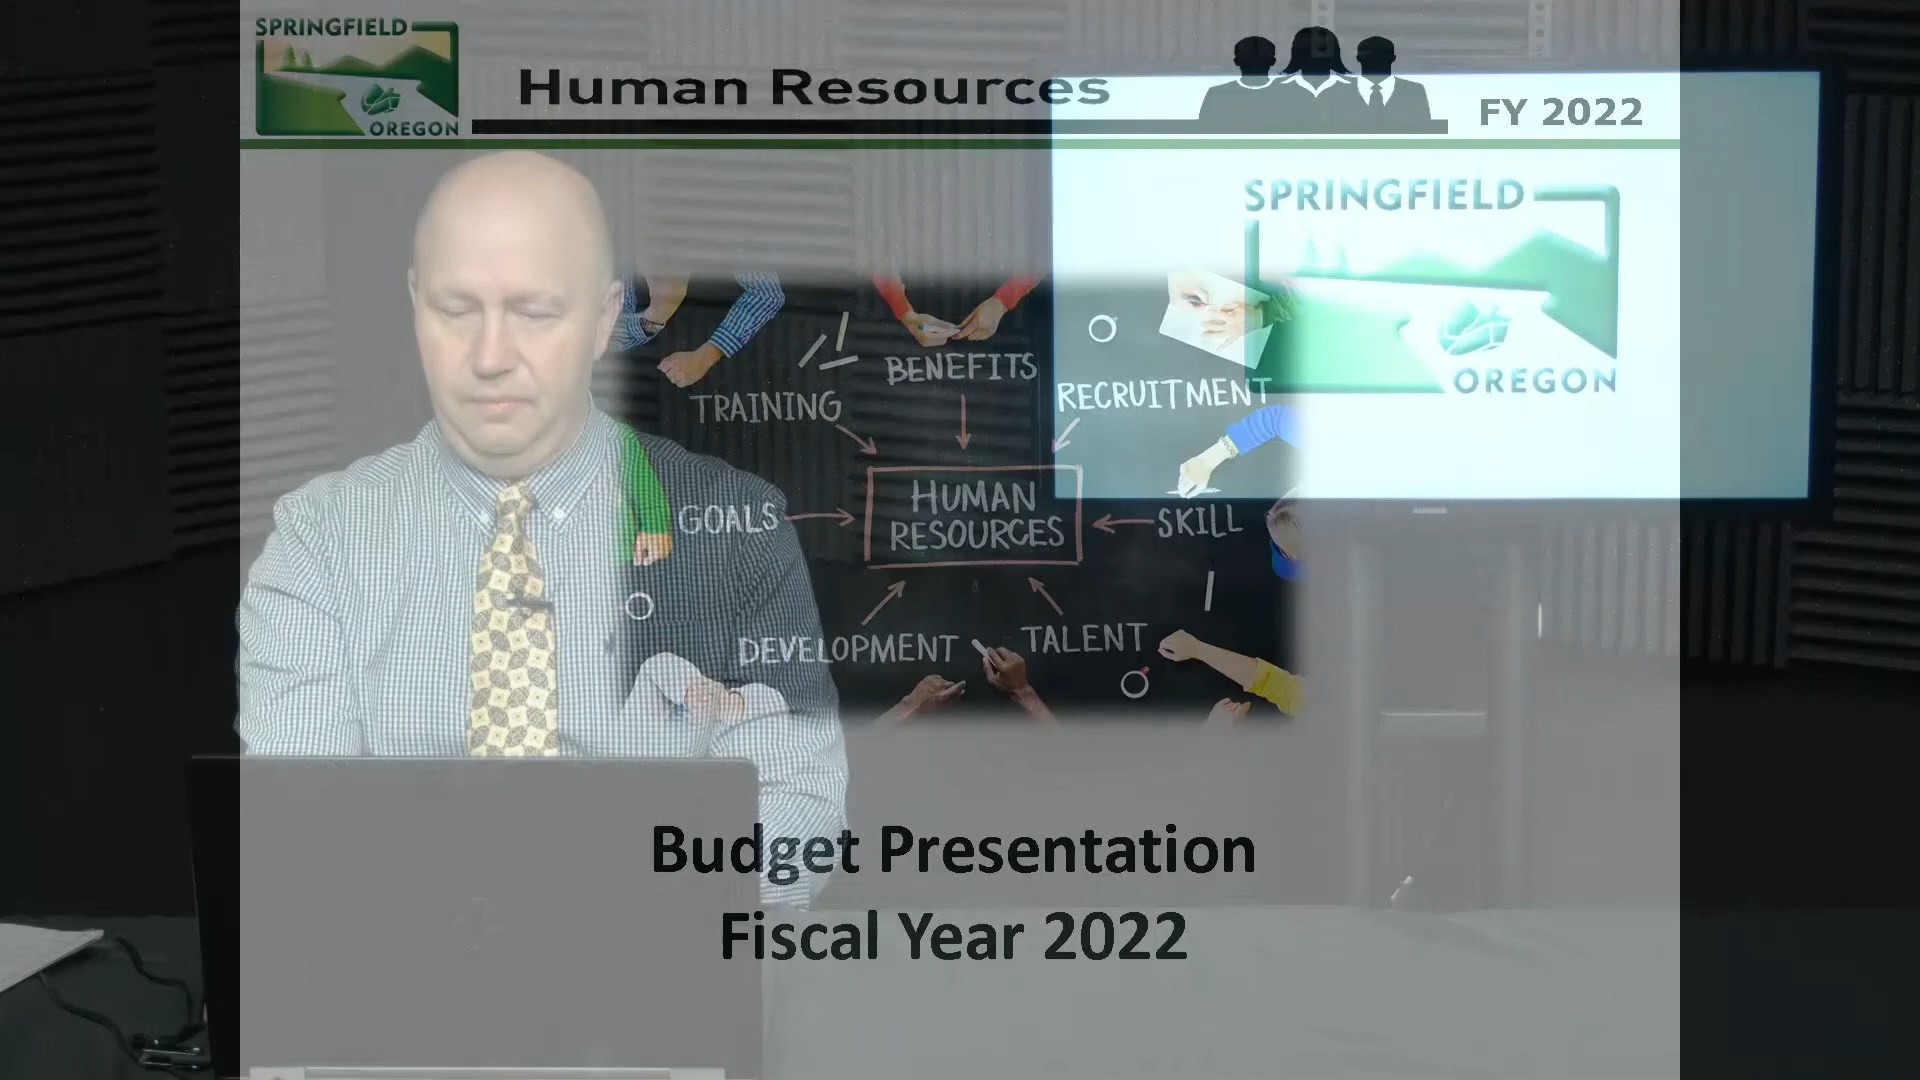 SPRINGFIELD
OREGON
Human Resources
FY 2022
SPRINGFIELD
OREGON
BENEFITS
TRAINING
RECRUITMENT
GOALS
HUMAN
RESOURCES
SKILL
DEVELOPMENT
TALENT
Budget Presentation
Fiscal Year 2022